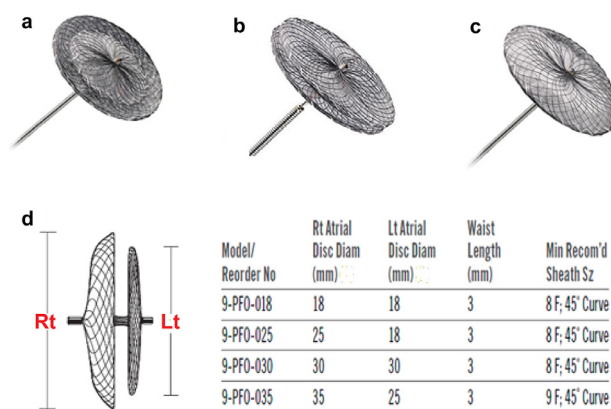 a
b
c
d
Rt
Lt
Model/ Reorder No
Rt Atrial Disc Diam (mm)
Lt Atrial Disc Diam (mm)
Waist Length (mm)
Min Recom'd Sheath Sz
9-PFO-018 18 18 3 8 F; 45° Curve
9-PFO-025 25 18 3 8 F; 45° Curve
9-PFO-030 30 30 3 8 F; 45° Curve
9-PFO-035 35 25 3 9 F; 45° Curve